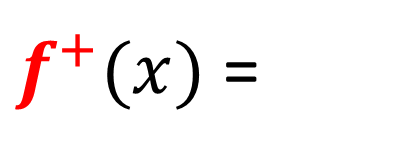 f⁺(x) =